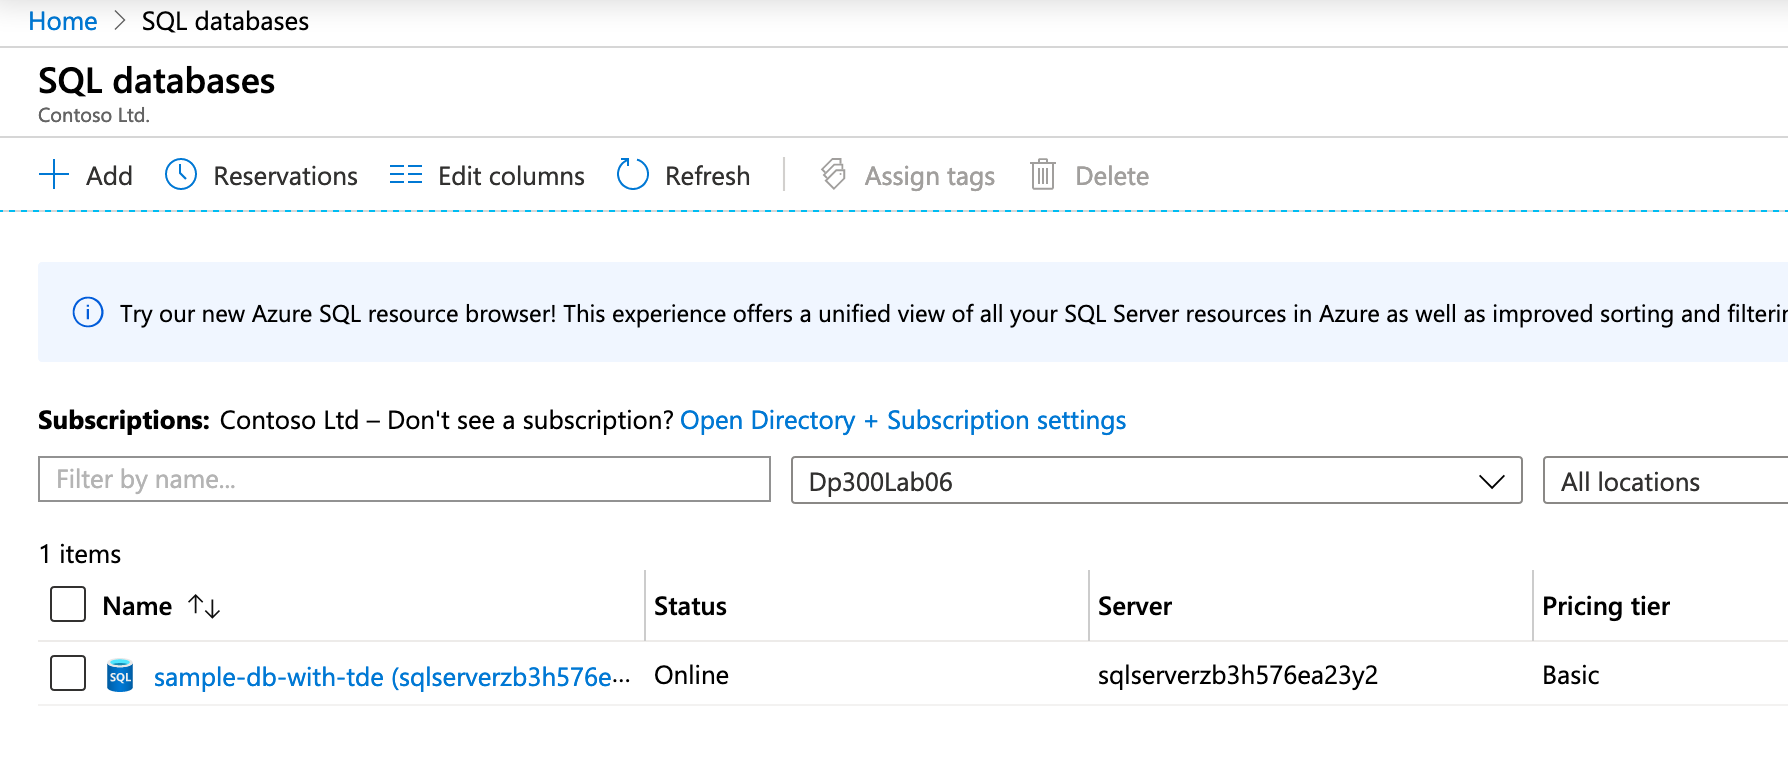 Home > SQL databases
SQL databases
Contoso Ltd.
Add Reservations Edit columns Refresh Assign tags Delete
Try our new Azure SQL resource browser! This experience offers a unified view of all your SQL Server resources in Azure as well as improved sorting and
Subscriptions: Contoso Ltd – Don't see a subscription? Open Directory + Subscription settings
Filter by name... Dp300Lab06 All locations
1 items
Name Status Server Pricing tier
SQL sample-db-with-tde (sqlserverzb3h576e... Online sqlserverzb3h576ea23y2 Basic